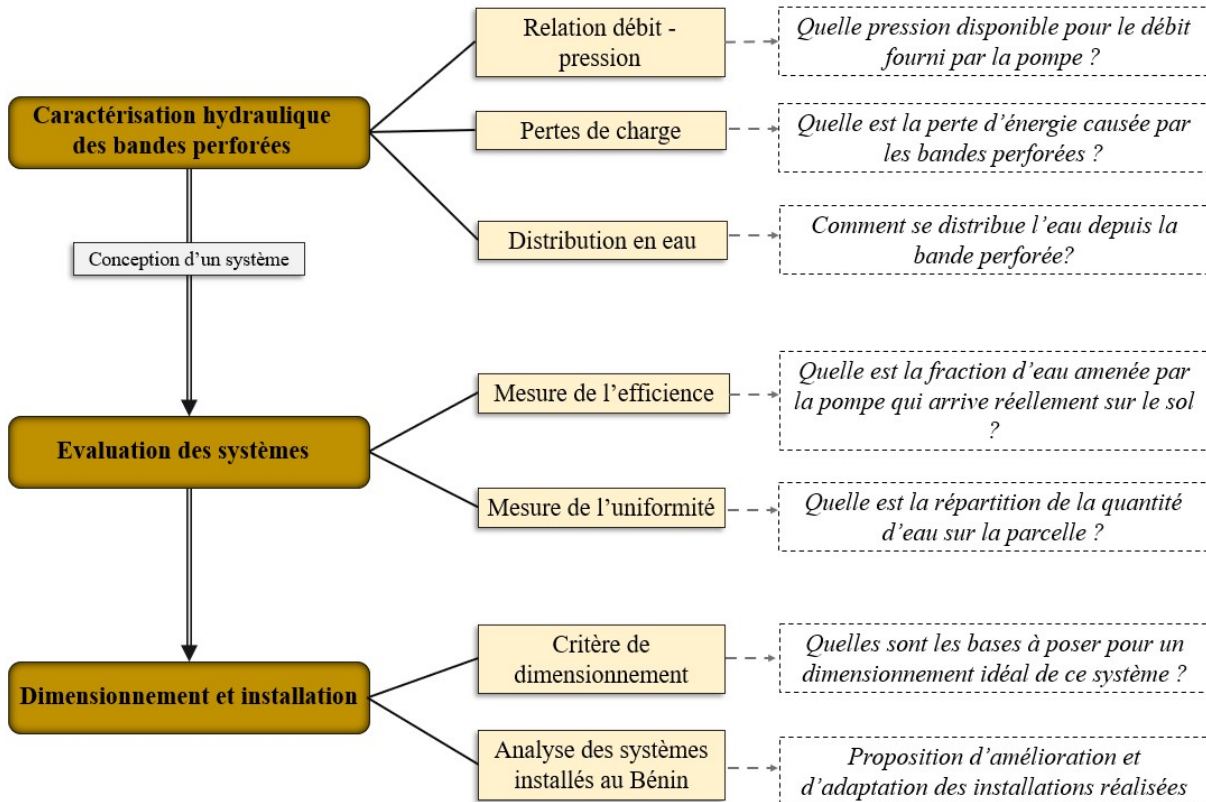 Relation débit -
pression
Quelle pression disponible pour le débit
fourni par la pompe ?
Caractérisation hydraulique
des bandes perforées
Pertes de charge
Quelle est la perte d’énergie causée par
les bandes perforées ?
Distribution en eau
Comment se distribue l’eau depuis la
bande perforée?
Conception d’un système
Evaluation des systèmes
Mesure de l’efficience
Quelle est la fraction d’eau amenée par
la pompe qui arrive réellement sur le sol
?
Mesure de l’uniformité
Quelle est la répartition de la quantité
d’eau sur la parcelle ?
Dimensionnement et installation
Critère de
dimensionnement
Quelles sont les bases à poser pour un
dimensionnement idéal de ce système ?
Analyse des systèmes
installés au Bénin
Proposition d’amélioration et
d’adaptation des installations réalisées